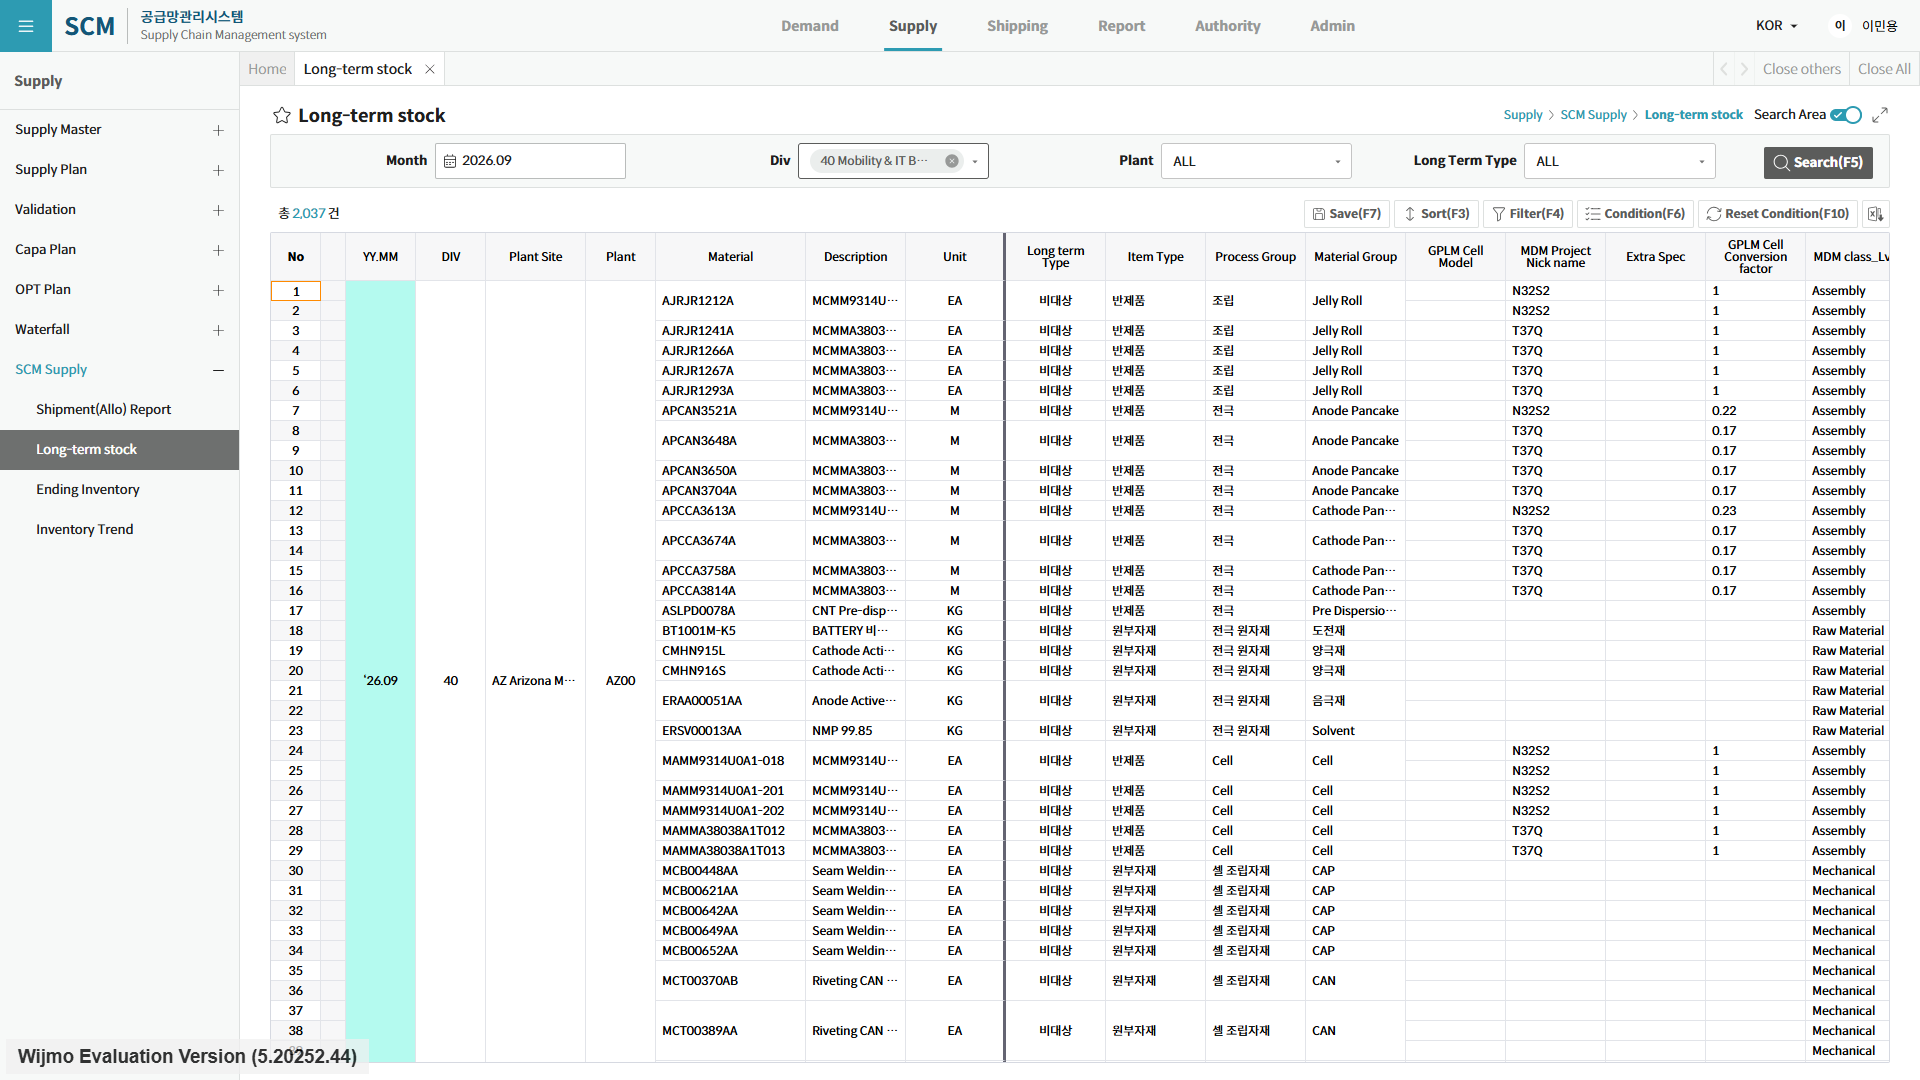 SCM 공급망관리시스템
Supply Chain Management system
Demand Supply Shipping Report Authority Admin
KOR 이 이민용
Supply
Home Long-term stock
Close others Close All
Supply Master
Supply Plan
Validation
Capa Plan
OPT Plan
Waterfall
SCM Supply
Shipment(Allo) Report
Long-term stock
Ending Inventory
Inventory Trend
Long-term stock
Supply > SCM Supply > Long-term stock Search Area
Month 2026.09 Div 40 Mobility & IT B··· Plant ALL Long Term Type ALL Search(F5)
총 2,037 건
Save(F7) Sort(F3) Filter(F4) Condition(F6) Reset Condition(F10)
No YY.MM DIV Plant Site Plant Material Description Unit Long term Type Item Type Process Group Material Group GPLM Cell Model MDM Project Nick name Extra Spec GPLM Cell Conversion factor MDM class_Lv
'26.09 40 AZ Arizona M··· AZ00
1 AJRJR1212A MCMM9314U··· EA 비대상 반제품 조립 Jelly Roll N32S2 1 Assembly
2 N32S2 1 Assembly
3 AJRJR1241A MCMMA3803··· EA 비대상 반제품 조립 Jelly Roll T37Q 1 Assembly
4 AJRJR1266A MCMMA3803··· EA 비대상 반제품 조립 Jelly Roll T37Q 1 Assembly
5 AJRJR1267A MCMMA3803··· EA 비대상 반제품 조립 Jelly Roll T37Q 1 Assembly
6 AJRJR1293A MCMMA3803··· EA 비대상 반제품 조립 Jelly Roll T37Q 1 Assembly
7 APCAN3521A MCMM9314U··· M 비대상 반제품 전극 Anode Pancake N32S2 0.22 Assembly
8 APCAN3648A MCMMA3803··· M 비대상 반제품 전극 Anode Pancake T37Q 0.17 Assembly
9 T37Q 0.17 Assembly
10 APCAN3650A MCMMA3803··· M 비대상 반제품 전극 Anode Pancake T37Q 0.17 Assembly
11 APCAN3704A MCMMA3803··· M 비대상 반제품 전극 Anode Pancake T37Q 0.17 Assembly
12 APCCA3613A MCMM9314U··· M 비대상 반제품 전극 Cathode Pan··· N32S2 0.23 Assembly
13 APCCA3674A MCMMA3803··· M 비대상 반제품 전극 Cathode Pan··· T37Q 0.17 Assembly
14 T37Q 0.17 Assembly
15 APCCA3758A MCMMA3803··· M 비대상 반제품 전극 Cathode Pan··· T37Q 0.17 Assembly
16 APCCA3814A MCMMA3803··· M 비대상 반제품 전극 Cathode Pan··· T37Q 0.17 Assembly
17 ASLPD0078A CNT Pre-disp··· KG 비대상 반제품 전극 Pre Dispersio··· Assembly
18 BT1001M-K5 BATTERY 비··· KG 비대상 원부자재 전극 원자재 도전재 Raw Material
19 CMHN915L Cathode Acti··· KG 비대상 원부자재 전극 원자재 양극재 Raw Material
20 CMHN916S Cathode Acti··· KG 비대상 원부자재 전극 원자재 양극재 Raw Material
21 ERAA00051AA Anode Active··· KG 비대상 원부자재 전극 원자재 음극재 Raw Material
22 Raw Material
23 ERSV00013AA NMP 99.85 KG 비대상 원부자재 전극 원자재 Solvent Raw Material
24 MAMM9314U0A1-018 MCMM9314U··· EA 비대상 반제품 Cell Cell N32S2 1 Assembly
25 N32S2 1 Assembly
26 MAMM9314U0A1-201 MCMM9314U··· EA 비대상 반제품 Cell Cell N32S2 1 Assembly
27 MAMM9314U0A1-202 MCMM9314U··· EA 비대상 반제품 Cell Cell N32S2 1 Assembly
28 MAMMA38038A1T012 MCMMA3803··· EA 비대상 반제품 Cell Cell T37Q 1 Assembly
29 MAMMA38038A1T013 MCMMA3803··· EA 비대상 반제품 Cell Cell T37Q 1 Assembly
30 MCB00448AA Seam Weldin··· EA 비대상 원부자재 셀 조립자재 CAP Mechanical
31 MCB00621AA Seam Weldin··· EA 비대상 원부자재 셀 조립자재 CAP Mechanical
32 MCB00642AA Seam Weldin··· EA 비대상 원부자재 셀 조립자재 CAP Mechanical
33 MCB00649AA Seam Weldin··· EA 비대상 원부자재 셀 조립자재 CAP Mechanical
34 MCB00652AA Seam Weldin··· EA 비대상 원부자재 셀 조립자재 CAP Mechanical
35 MCT00370AB Riveting CAN ··· EA 비대상 원부자재 셀 조립자재 CAN Mechanical
36 Mechanical
37 Mechanical
38 MCT00389AA Riveting CAN ··· EA 비대상 원부자재 셀 조립자재 CAN Mechanical
Mechanical
Wijmo Evaluation Version (5.20252.44)